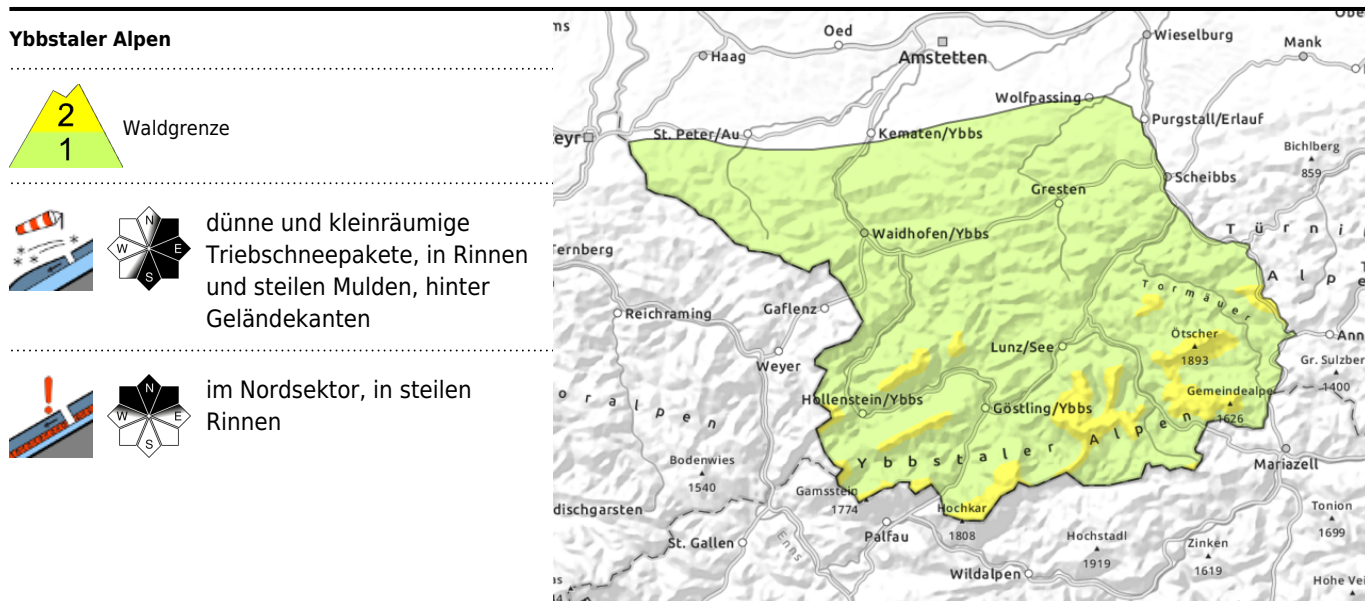 Ybbstaler Alpen
2
1
Waldgrenze
N
W
E
S
dünne und kleinräumige
Triebschneepakete, in Rinnen
und steilen Mulden, hinter
Geländekanten
N
W
E
S
im Nordsektor, in steilen
Rinnen
Oed
Wieselburg
Haag
Amstetten
Mank
Wolfpassing
Purgstall/Erlauf
St. Peter/Au
Kematen/Ybbs
Bichlberg
859
Scheibbs
Gresten
Waidhofen/Ybbs
Tormäuer
Gaflenz
Reichraming
Ötscher
1893
Lunz/See
Weyer
Gr. Sulzber
1400
Gemeindealpe
1626
Hollenstein/Ybbs
Göstling/Ybbs
Ybbstaler Alpen
Mariazell
Bodenwies
1540
Gamsstein
1774
Hochkar
1808
Tonion
1699
dischgarsten
Palfau
Hochstadl
1919
Zinken
1619
St. Gallen
Enns
Wildalpen